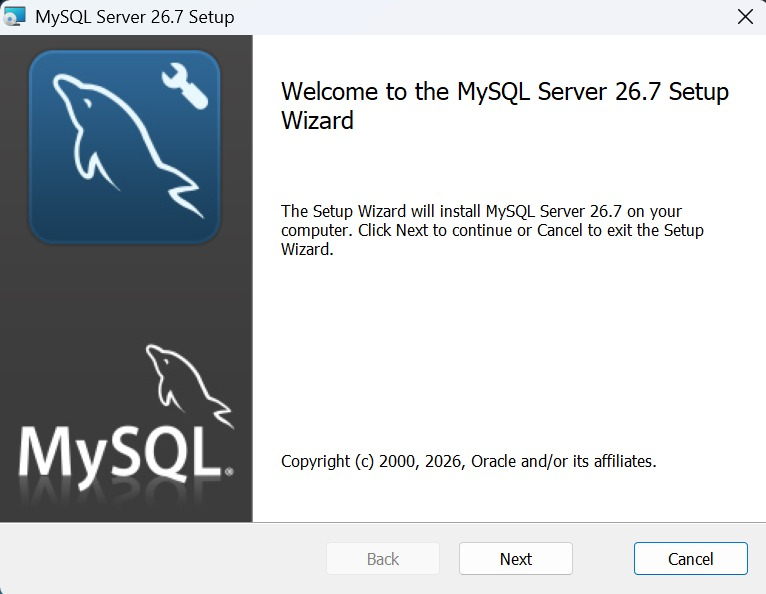 MySQL Server 26.7 Setup
Welcome to the MySQL Server 26.7 Setup
Wizard
The Setup Wizard will install MySQL Server 26.7 on your
computer. Click Next to continue or Cancel to exit the Setup
Wizard.
MySQL®
Copyright (c) 2000, 2026, Oracle and/or its affiliates.
Back
Next
Cancel